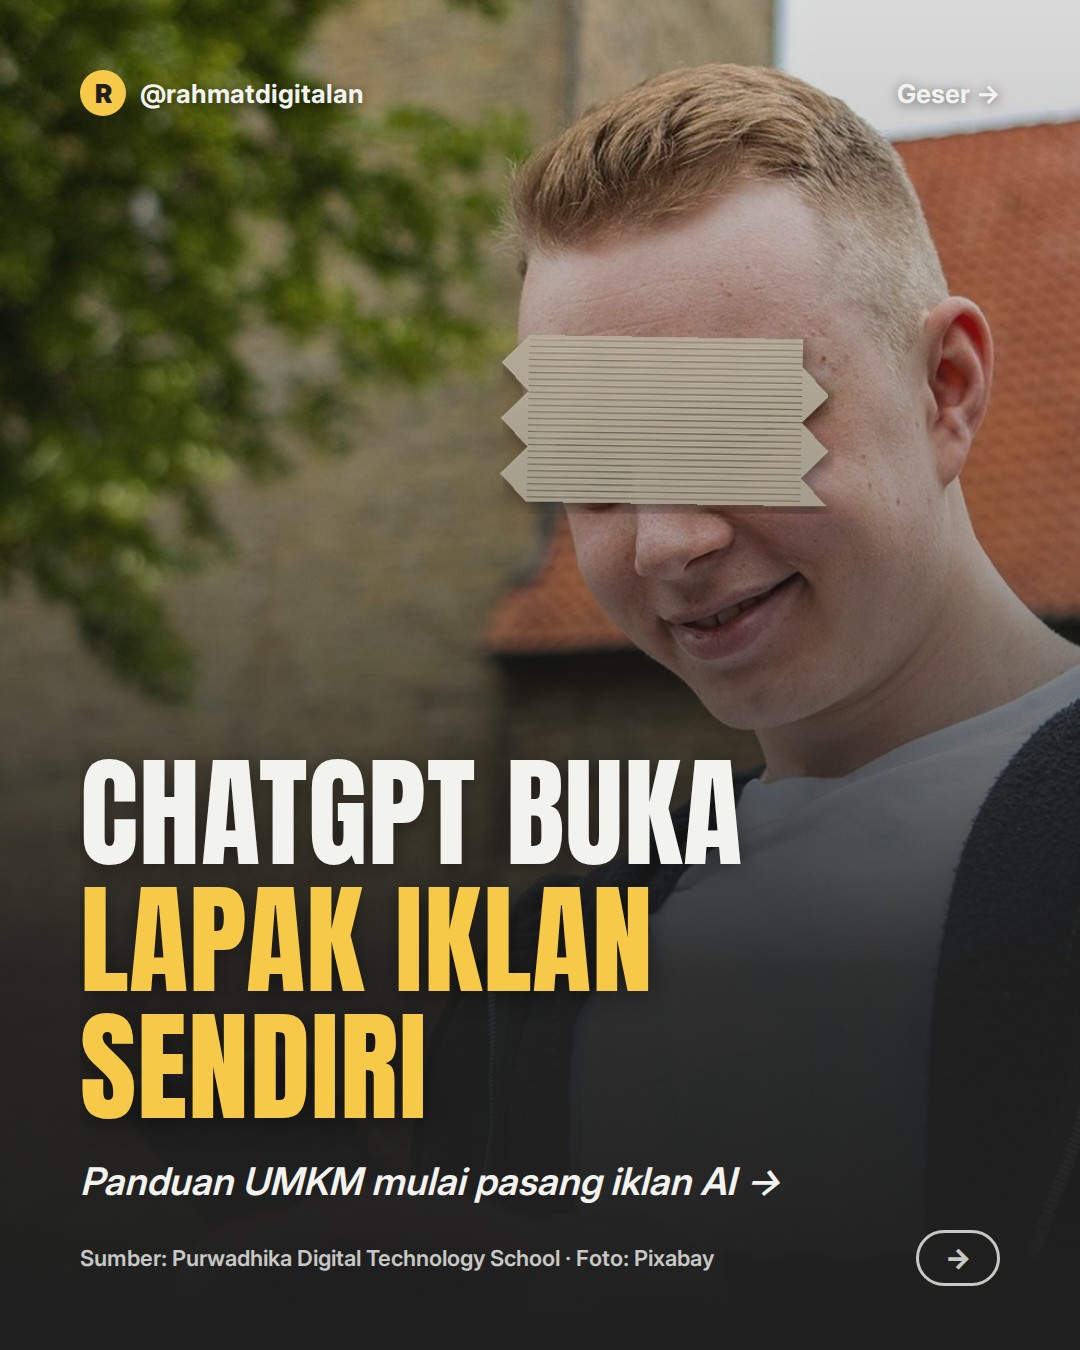 R @rahmatdigitalan
Geser →
CHATGPT BUKA
LAPAK IKLAN
SENDIRI
Panduan UMKM mulai pasang iklan AI →
Sumber: Purwadhika Digital Technology School · Foto: Pixabay
→